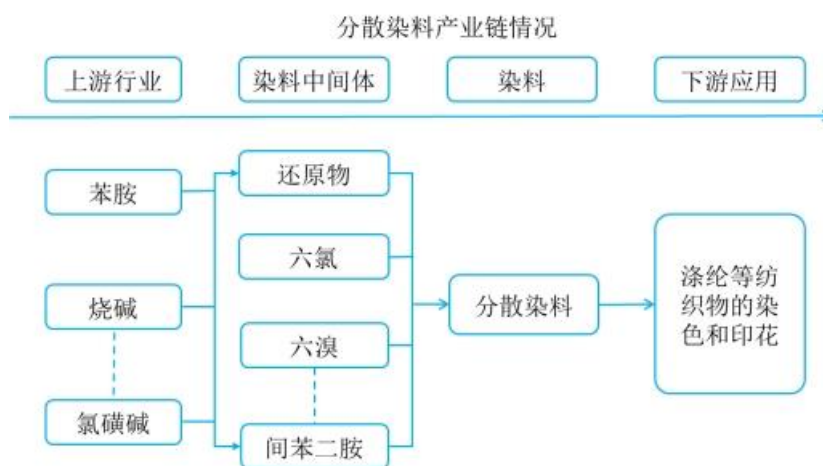 分散染料产业链情况
上游行业
染料中间体
染料
下游应用
苯胺
还原物
六氯
烧碱
分散染料
涤纶等纺
织物的染
色和印花
六溴
氯磺碱
间苯二胺